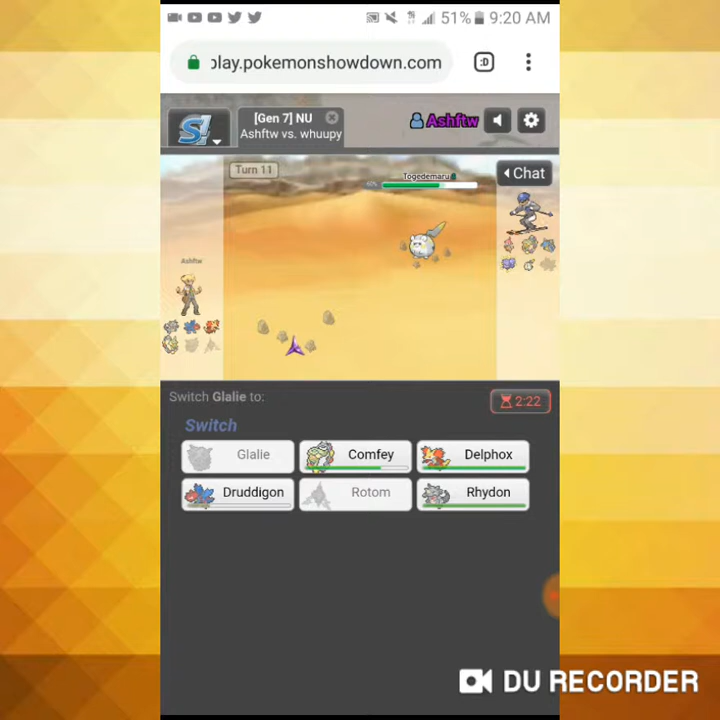 51% 9:20 AM
play.pokemonshowdown.com
:D
S!
[Gen 7] NU
Ashftw vs. whuupy
Ashftw
Turn 11
Togedemaru
Chat
Ashftw
Switch Glalie to:
2:22
Switch
Glalie
Comfey
Delphox
Druddigon
Rotom
Rhydon
DU RECORDER